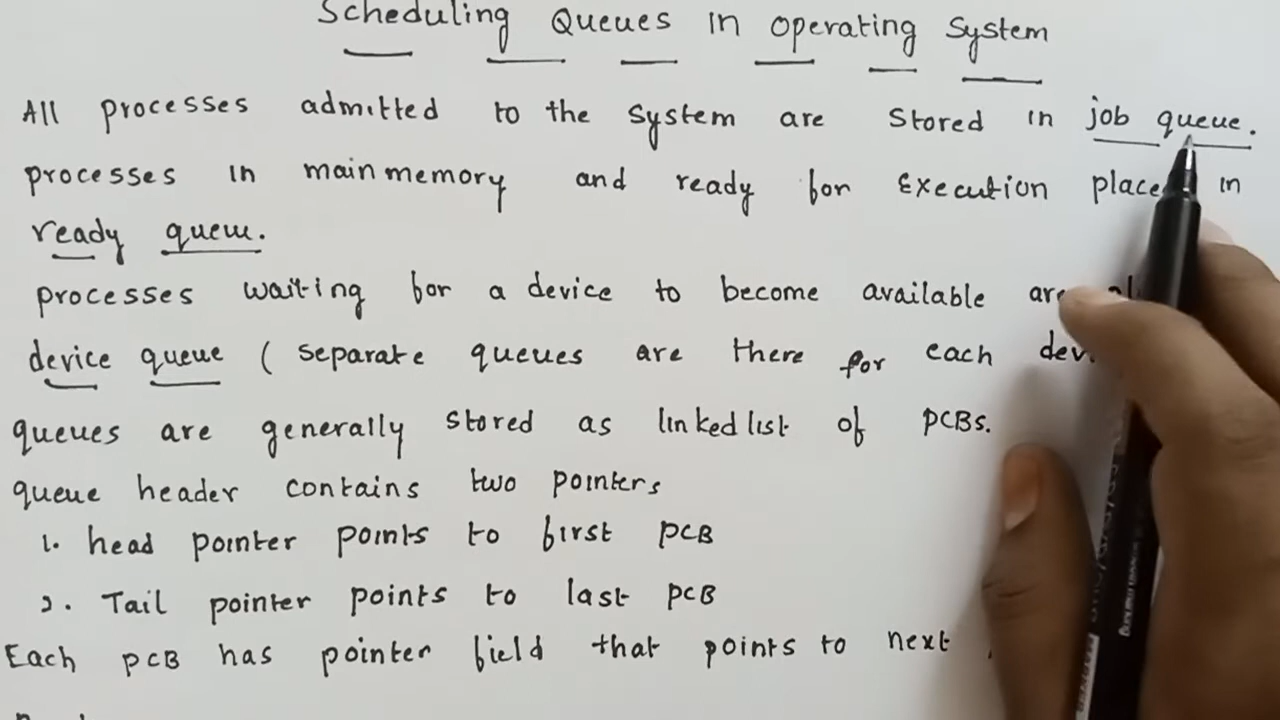 Scheduling Queues in operating System
All processes admitted to the System are Stored in job queue.
processes in main memory and ready for Execution place in
ready queue.
processes waiting for a device to become available are
device queue ( separate queues are there for each
queues are generally stored as linked list of PCBs.
queue header contains two pointers
1. head pointer points to first PCB
2. Tail pointer points to last PCB
Each PCB has pointer field that points to next